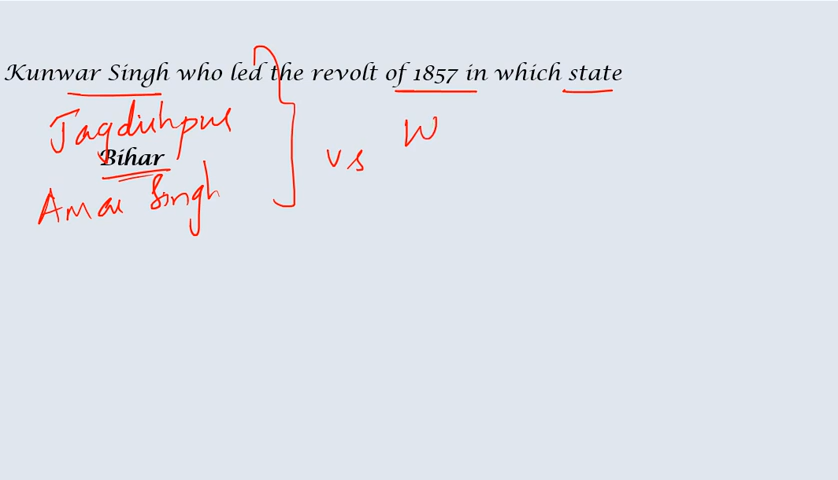 Kunwar Singh who led the revolt of 1857 in which state
Jagdishpur
Bihar
Amar Singh
vs W